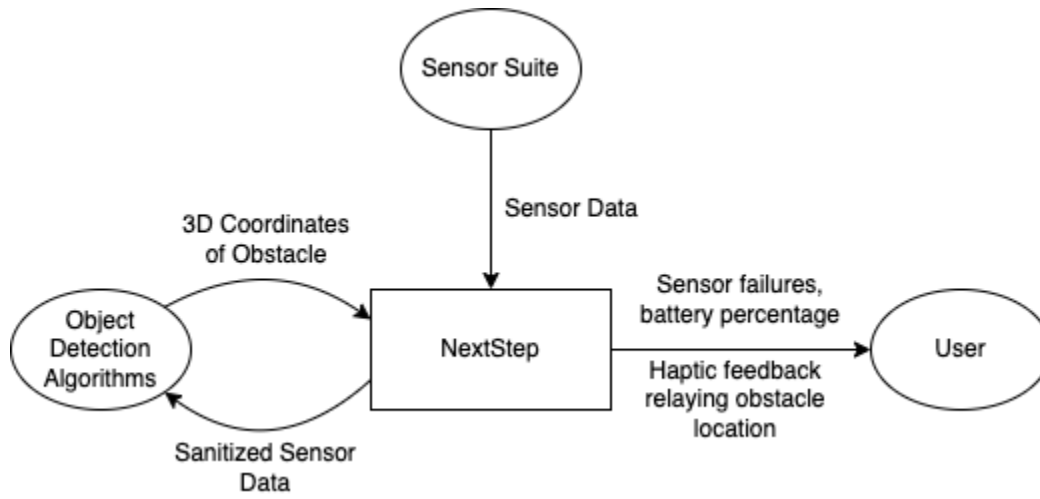 Sensor Suite
Sensor Data
3D Coordinates
of Obstacle
Object
Detection
Algorithms
NextStep
Sensor failures,
battery percentage
Haptic feedback
relaying obstacle
location
User
Sanitized Sensor
Data